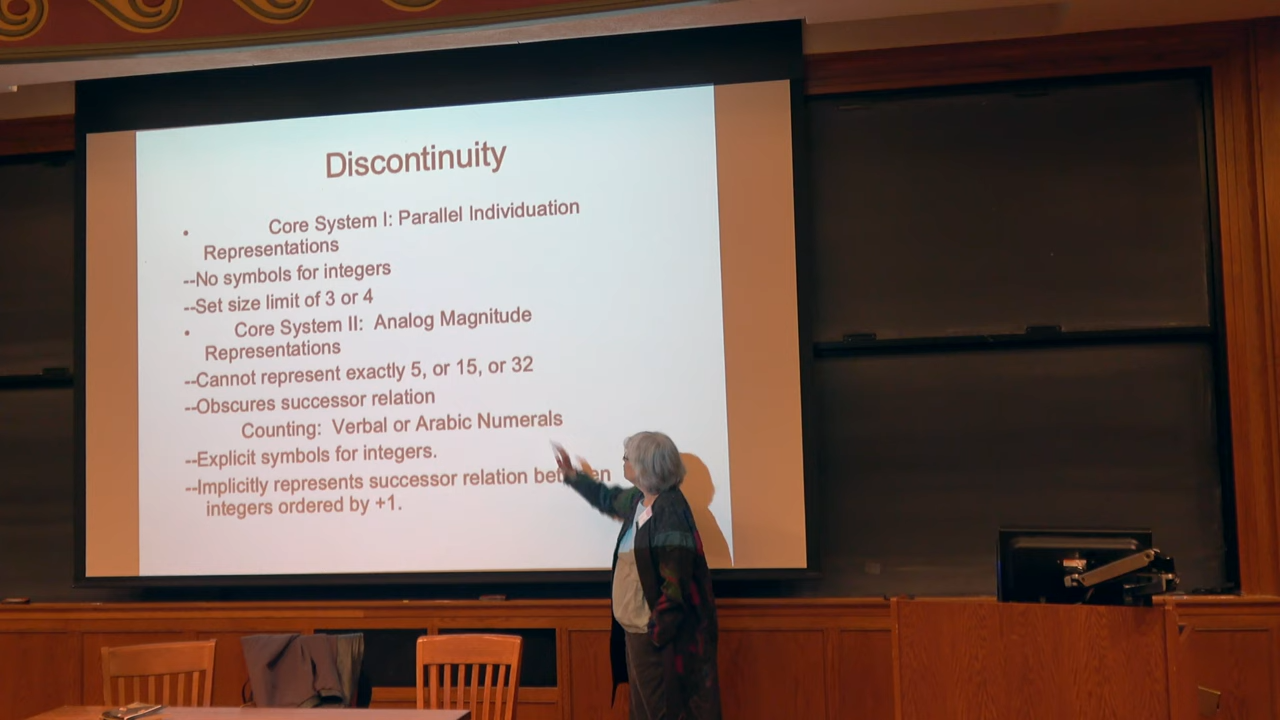 Discontinuity
• Core System I: Parallel Individuation
Representations
--No symbols for integers
--Set size limit of 3 or 4
• Core System II: Analog Magnitude
Representations
--Cannot represent exactly 5, or 15, or 32
--Obscures successor relation
Counting: Verbal or Arabic Numerals
--Explicit symbols for integers.
--Implicitly represents successor relation between
integers ordered by +1.